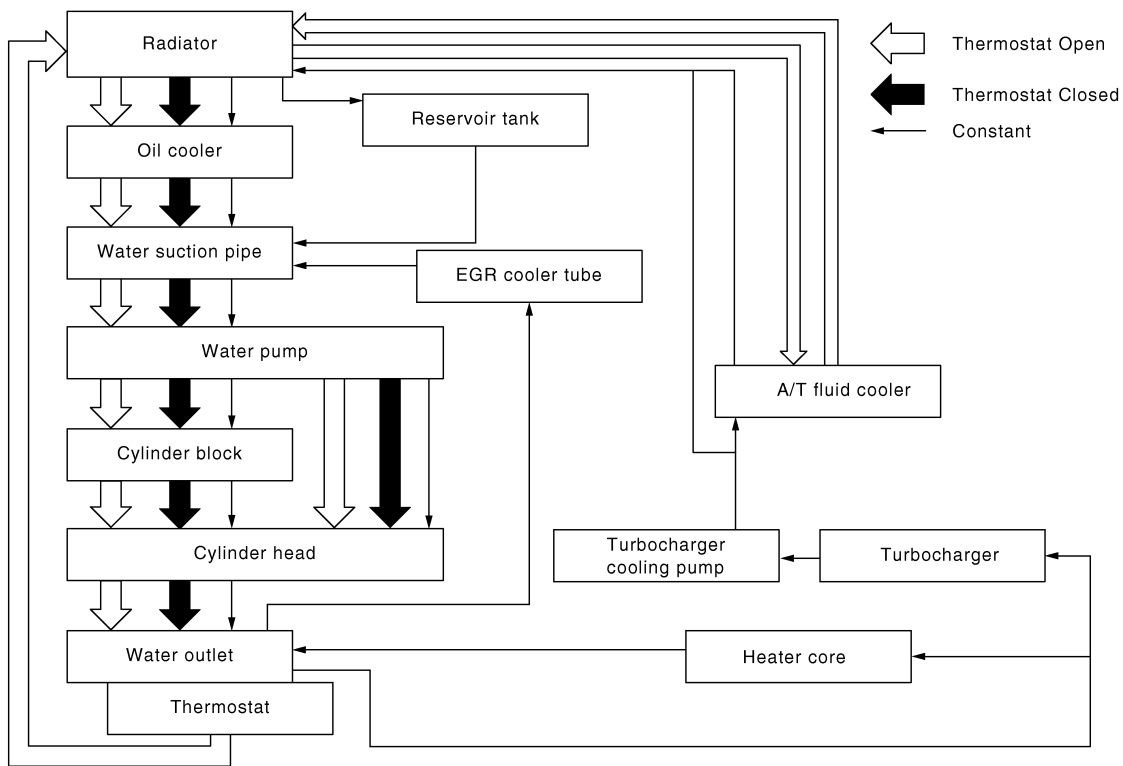 Radiator
Thermostat Open
Thermostat Closed
Constant
Reservoir tank
Oil cooler
Water suction pipe
EGR cooler tube
Water pump
A/T fluid cooler
Cylinder block
Cylinder head
Turbocharger
cooling pump
Turbocharger
Water outlet
Heater core
Thermostat